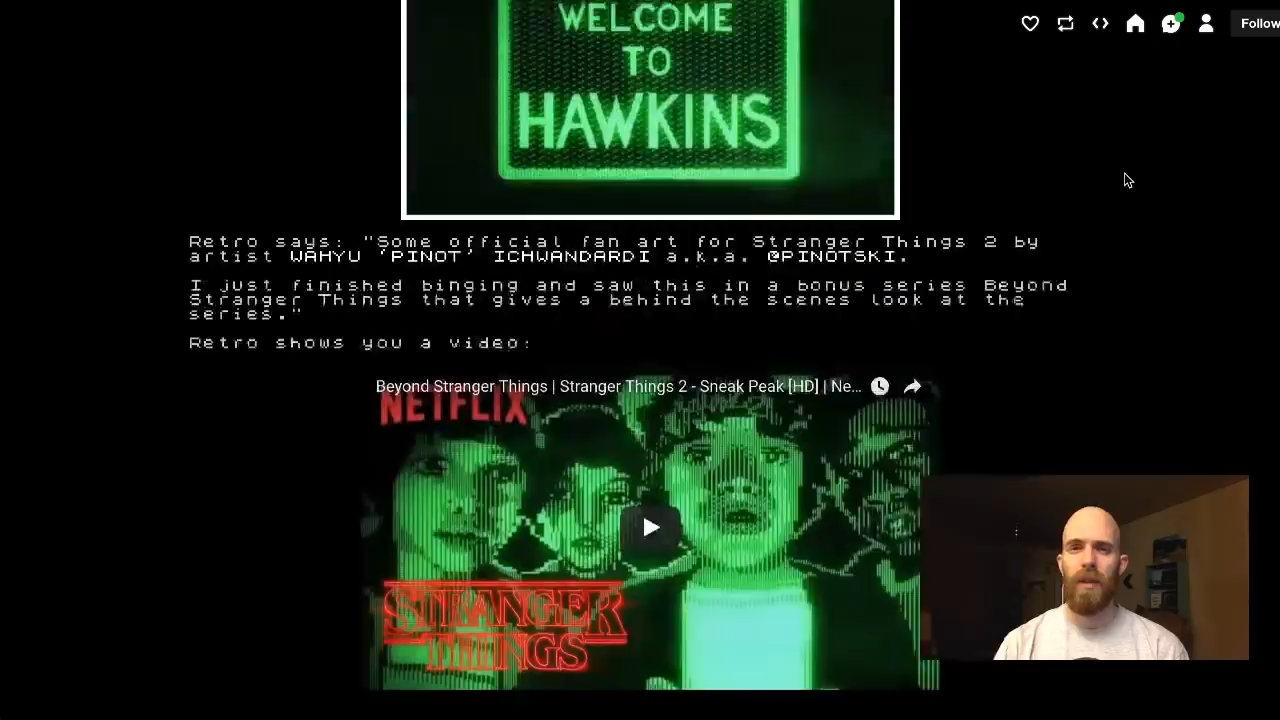 WELCOME
TO
HAWKINS
Follow
Retro says: "Some official fan art for Stranger Things 2 by
artist WAHYU 'PINOT' ICHWANDARDI a.k.a. @PINOTSKI.
I just finished binging and saw this in a bonus series Beyond
Stranger Things that gives a behind the scenes look at the
series."
Retro shows you a video:
Beyond Stranger Things | Stranger Things 2 - Sneak Peak [HD] | Ne...
NETFLIX
STRANGER
THINGS